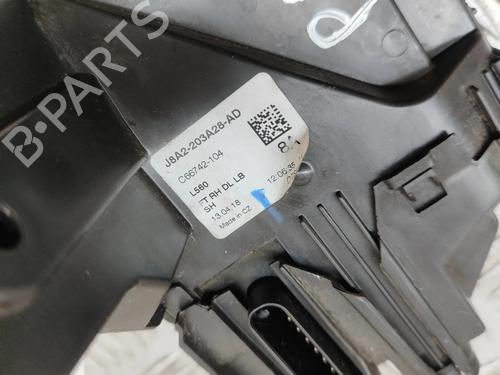 J8A2-203A28-AD
C66742-104
L560
FT RH DL LB
SH
13.04.18 12:06:35
Made in CZ
B-PARTS